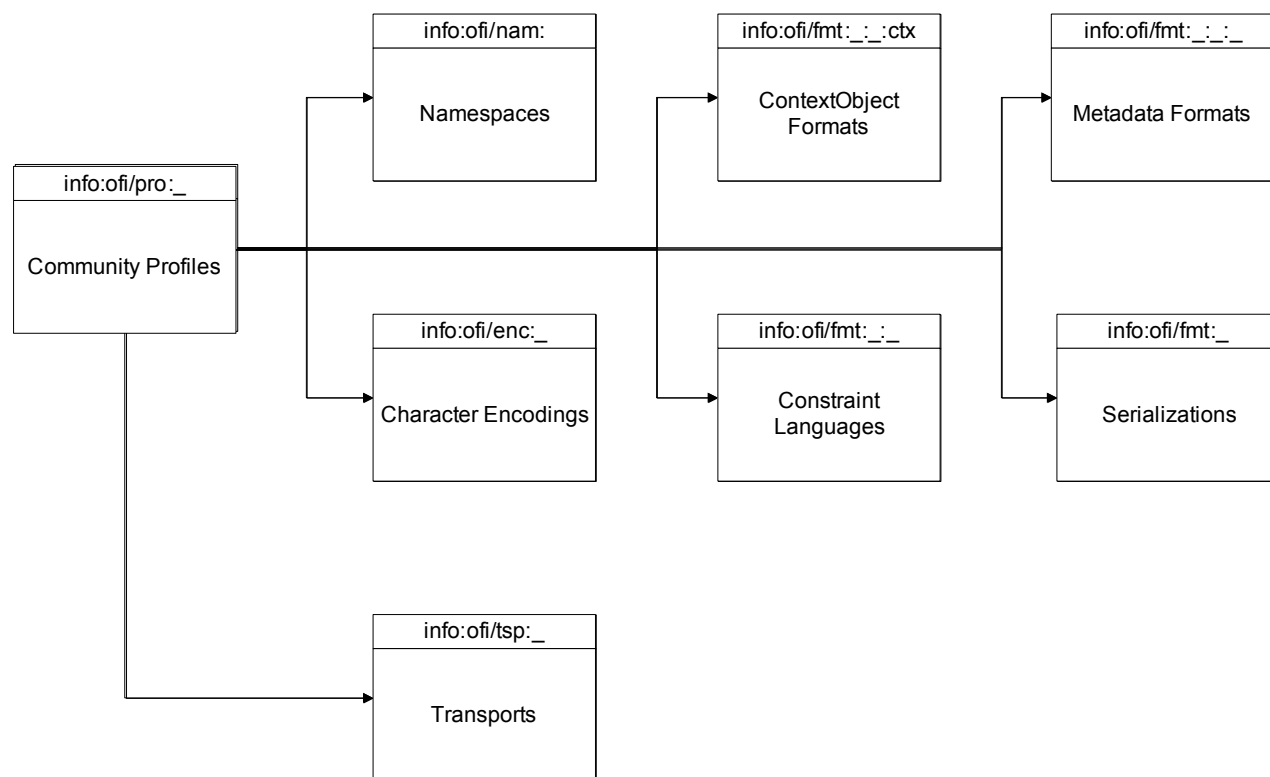 info:ofi/nam:
Namespaces
info:ofi/fmt:_:_:ctx
ContextObject
Formats
info:ofi/fmt:_:_:_
Metadada Formats
info:ofi/pro:_
Community Profiles
info:ofi/enc:_
Character Encodings
info:ofi/fmt:_:_
Constraint
Languages
info:ofi/fmt:_
Serializations
info:ofi/tsp:_
Transports